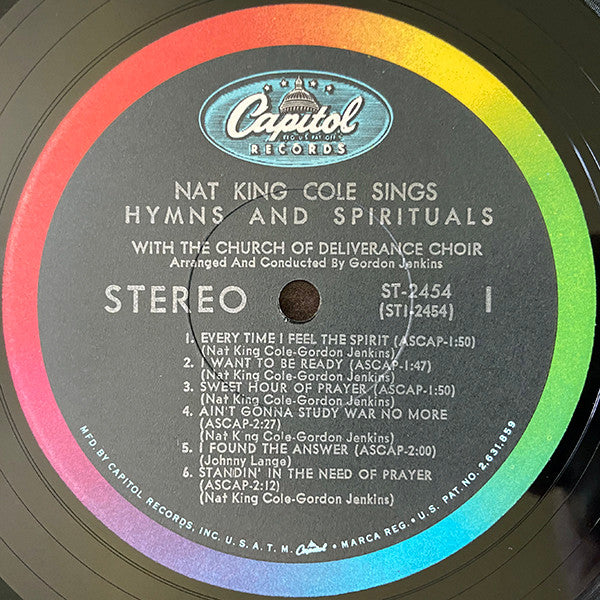 Capitol
REG. U.S. PAT. OFF.
RECORDS
NAT KING COLE SINGS
HYMNS AND SPIRITUALS
WITH THE CHURCH OF DELIVERANCE CHOIR
Arranged And Conducted By Gordon Jenkins
STEREO
ST-2454
(ST1-2454)
1
1. EVERY TIME I FEEL THE SPIRIT (ASCAP-1:50)
(Nat King Cole-Gordon Jenkins)
2. I WANT TO BE READY (ASCAP-1:47)
(Nat King Cole-Gordon Jenkins)
3. SWEET HOUR OF PRAYER (ASCAP-1:50)
(Nat King Cole-Gordon Jenkins)
4. AIN'T GONNA STUDY WAR NO MORE
(ASCAP-2:27)
(Nat King Cole-Gordon Jenkins)
5. I FOUND THE ANSWER (ASCAP-2:00)
(Johnny Lange)
6. STANDIN' IN THE NEED OF PRAYER
(ASCAP-2:12)
(Nat King Cole-Gordon Jenkins)
MFD. BY CAPITOL RECORDS, INC. U.S.A. T.M. Capitol • MARCA REG. • U.S. PAT. NO. 2,631,859